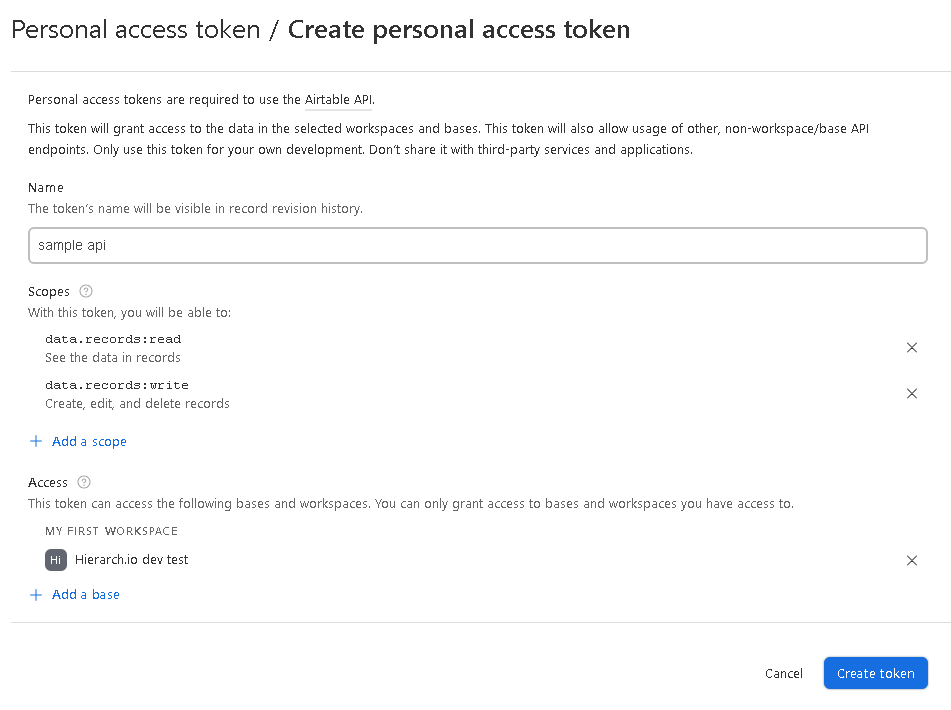 Personal access token / Create personal access token
Personal access tokens are required to use the Airtable API.
This token will grant access to the data in the selected workspaces and bases. This token will also allow usage of other, non-workspace/base API
endpoints. Only use this token for your own development. Don't share it with third-party services and applications.
Name
The token's name will be visible in record revision history.
sample api
Scopes ?
With this token, you will be able to:
data.records:read
See the data in records
data.records:write
Create, edit, and delete records
+ Add a scope
Access ?
This token can access the following bases and workspaces. You can only grant access to bases and workspaces you have access to.
MY FIRST WORKSPACE
Hi Hierarch.io dev test
+ Add a base
Cancel Create token